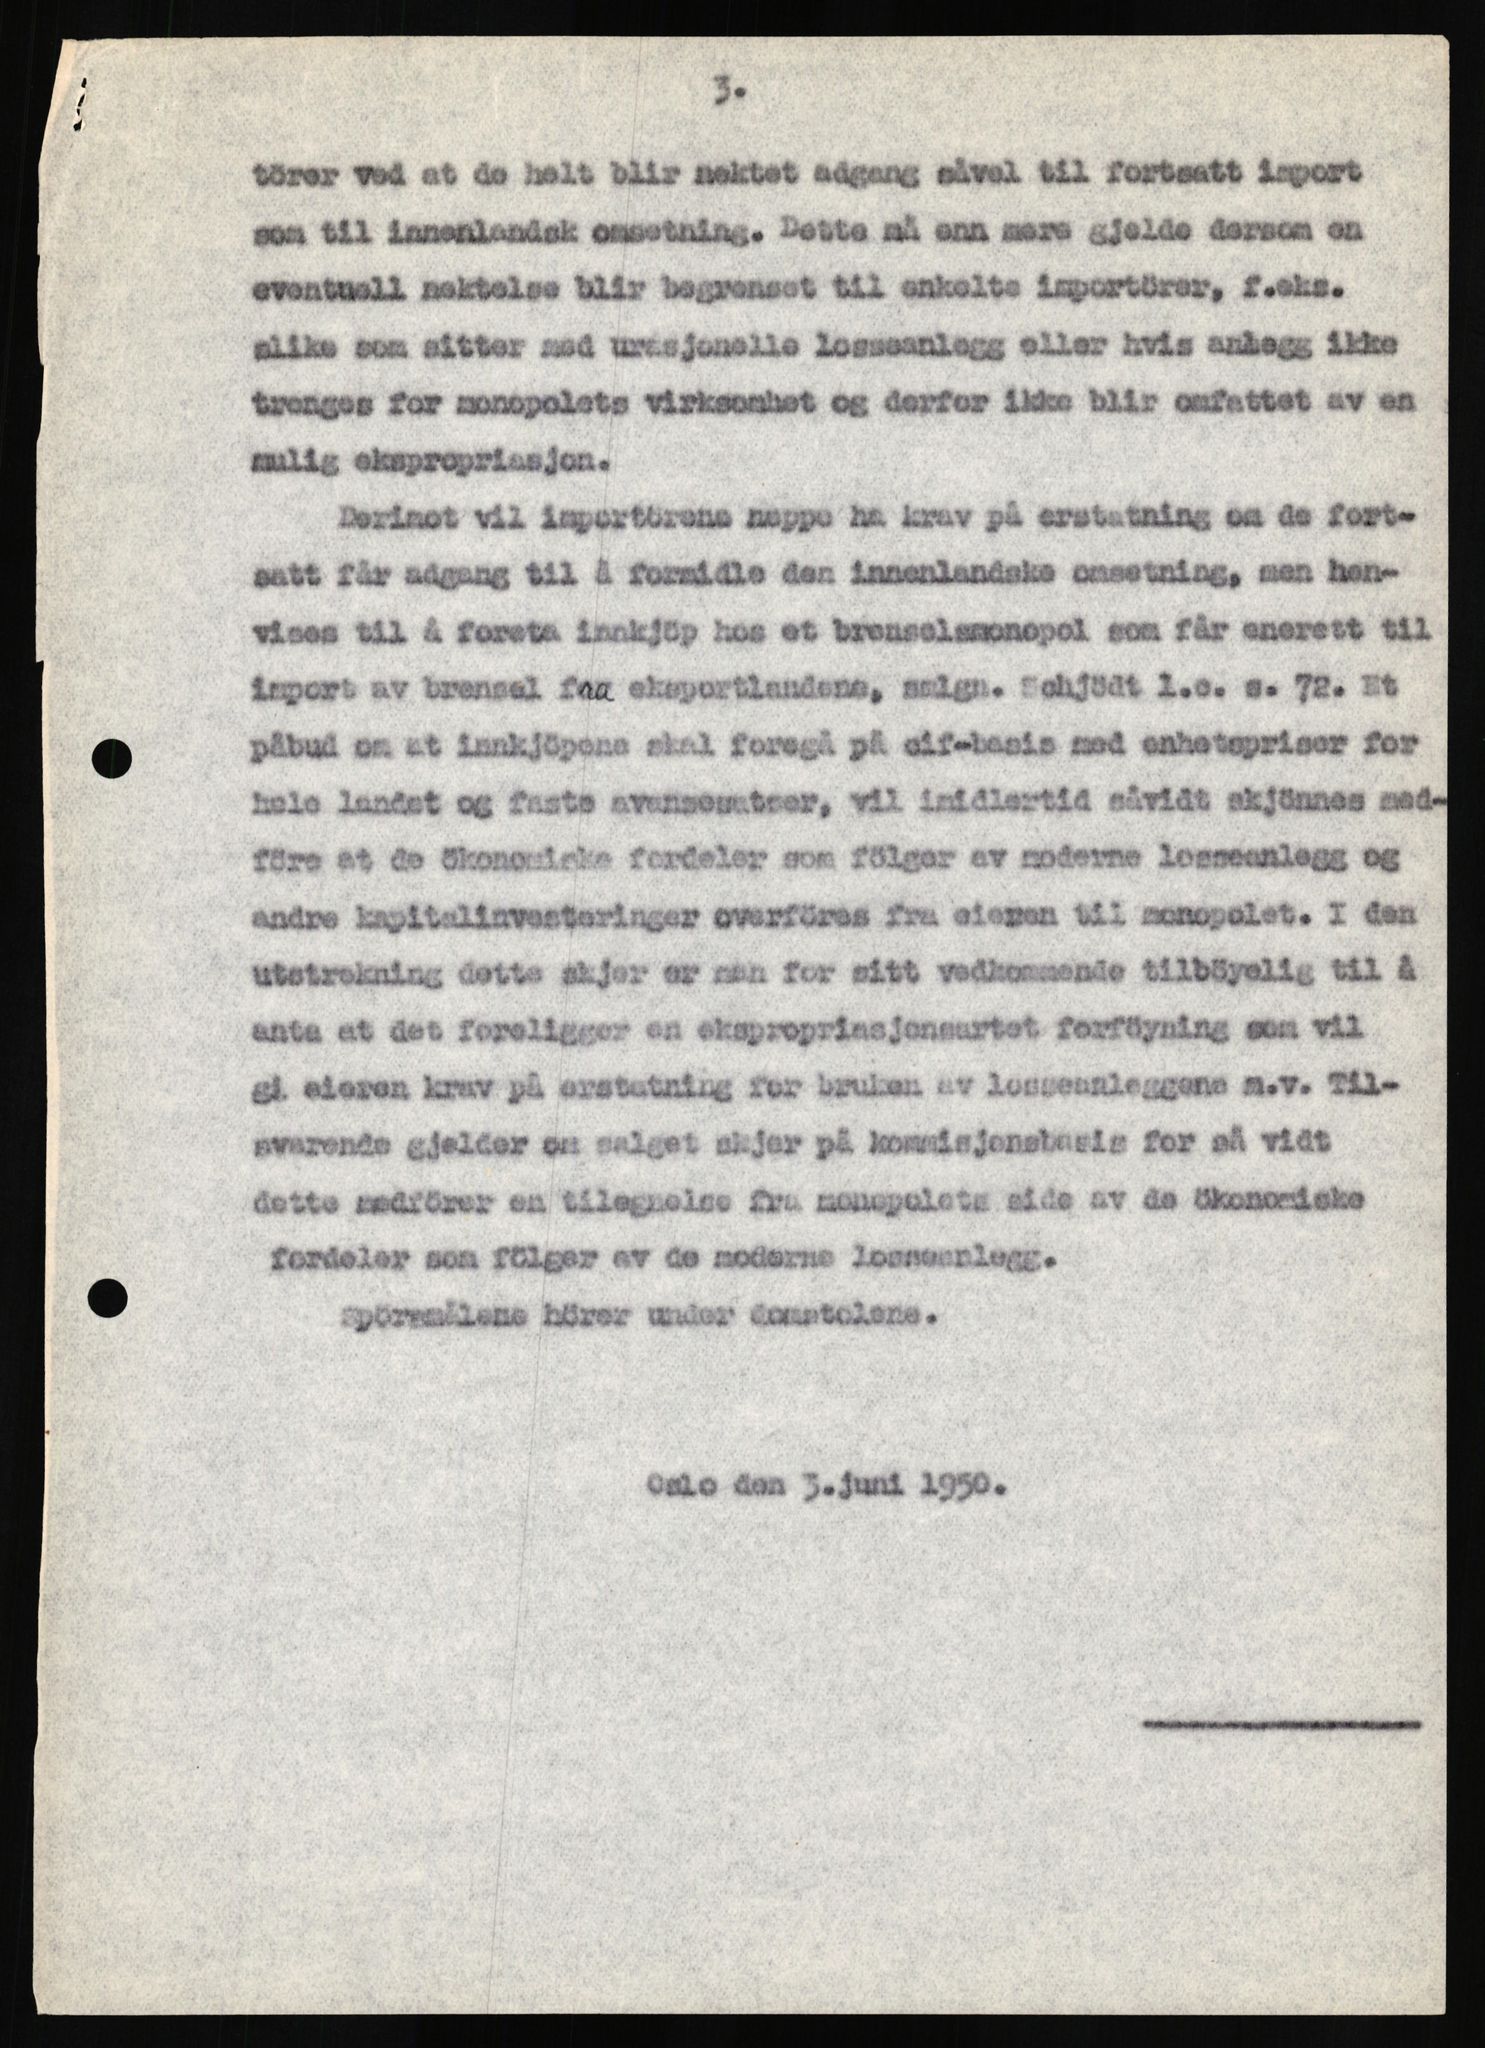 3.
törer ved at de helt blir nektet adgang såvel til fortsatt import
som til innenlandsk omsetning. Dette må enn mere gjelde dersom en
eventuell nektelse blir begrenset til enkelte importörer, f.eks.
slike som sitter med urasjonelle losseanlegg eller hvis anlegg ikke
trenges for monopolets virksomhet og derfor ikke blir omfattet av en
mulig ekspropriasjon.
Derimot vil importörene neppe ha krav på erstatning om de fort-
satt får adgang til å formidle den innenlandske omsetning, men hen-
vises til å foreta innkjöp hos et brenselsmonopol som får enerett til
import av brensel fraa eksportlandene, smlgn. Schjödt l.c. s. 72. Et
påbud om at innkjöpene skal foregå på cif-basis med enhetspriser for
hele landet og faste avansesatser, vil imidlertid såvidt skjönnes med-
före at de ökonomiske fordeler som fölger av moderne losseanlegg og
andre kapitalinvesteringer overföres fra eieren til monopolet. I den
utstrekning dette skjer er man for sitt vedkommende tilböyelig til å
anta at det foreligger en ekspropriasjonsartet forföyning som vil
gi eieren krav på erstatning for bruken av losseanleggene m.v. Til-
svarende gjelder om salget skjer på kommisjonsbasis for så vidt
dette medförer en tilegnelse fra monopolets side av de ökonomiske
fordeler som fölger av de moderne losseanlegg.
Spörsmålene hörer under domstolene.
Oslo den 3.juni 1950.